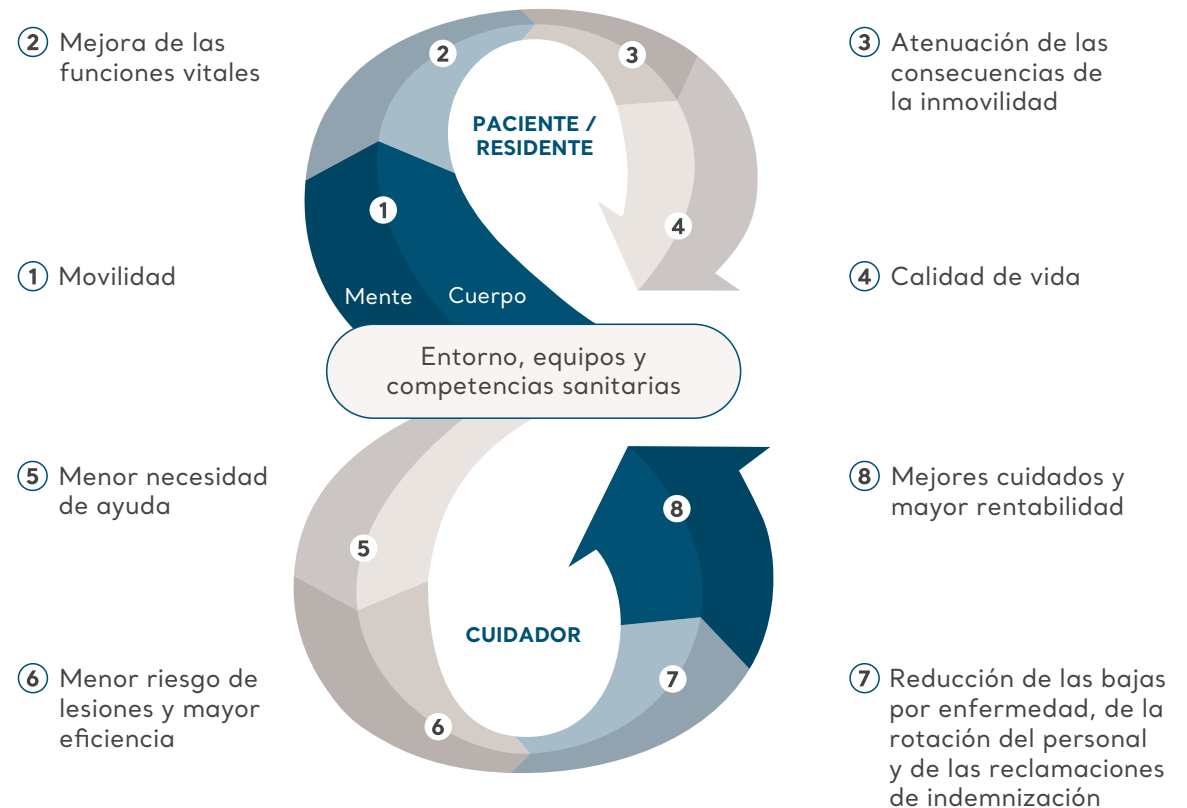 2 Mejora de las
funciones vitales
1 Movilidad
5 Menor necesidad
de ayuda
6 Menor riesgo de
lesiones y mayor
eficiencia
2
3
PACIENTE /
RESIDENTE
1
4
Mente Cuerpo
Entorno, equipos y
competencias sanitarias
8
5
CUIDADOR
7
6
3 Atenuación de las
consecuencias de
la inmovilidad
4 Calidad de vida
8 Mejores cuidados y
mayor rentabilidad
7 Reducción de las bajas
por enfermedad, de la
rotación del personal
y de las reclamaciones
de indemnización